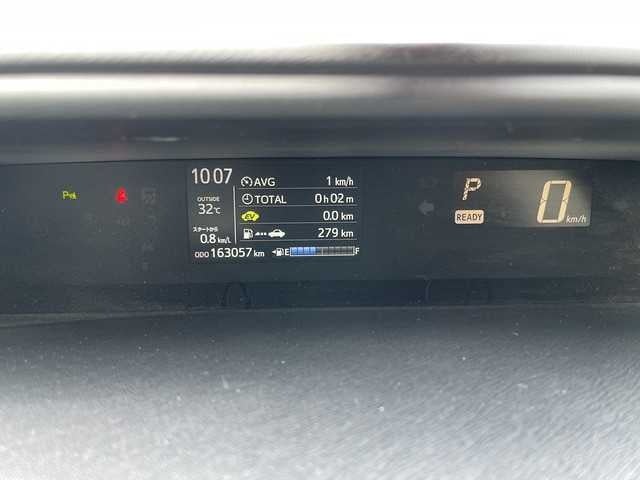 10:07
OUTSIDE
32℃
スタートから
0.8 km/L
ODO 163057 km
AVG 1 km/h
TOTAL 0h02m
EV 0.0 km
279 km
E F
P
READY
0 km/h